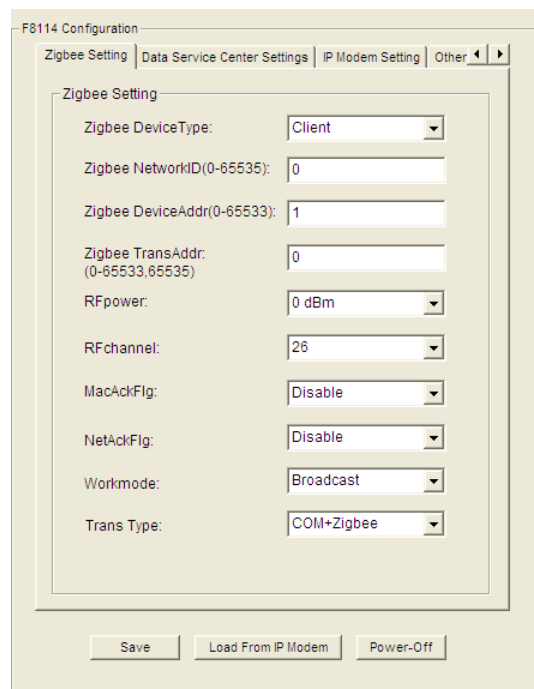 F8114 Configuration
Zigbee Setting Data Service Center Settings IP Modem Setting Other
Zigbee Setting
Zigbee DeviceType: Client
Zigbee NetworkID(0-65535): 0
Zigbee DeviceAddr(0-65533): 1
Zigbee TransAddr: 0
(0-65533,65535)
RFpower: 0 dBm
RFchannel: 26
MacAckFlg: Disable
NetAckFlg: Disable
Workmode: Broadcast
Trans Type: COM+Zigbee
Save Load From IP Modem Power-Off